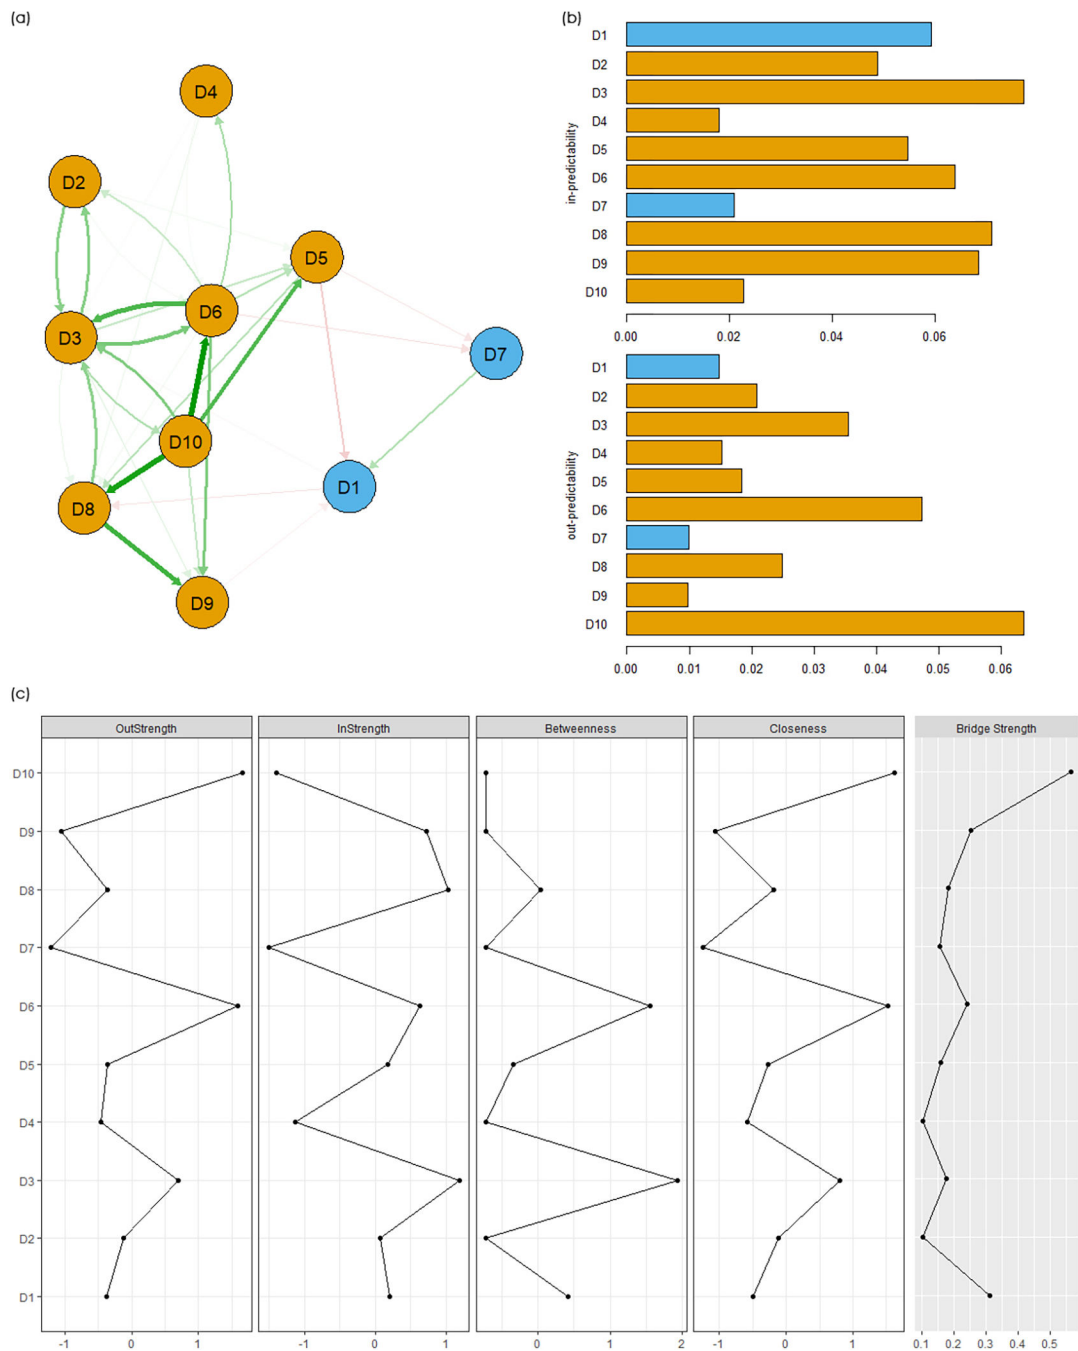 (a)
D4
D2
D5
D6
D3
D7
D10
D1
D8
D9
(b)
in-predictability
D1
D2
D3
D4
D5
D6
D7
D8
D9
D10
0.00 0.02 0.04 0.06
out-predictability
D1
D2
D3
D4
D5
D6
D7
D8
D9
D10
0.00 0.01 0.02 0.03 0.04 0.05 0.06
(c)
OutStrength InStrength Betweenness Closeness Bridge Strength
D10
D9
D8
D7
D6
D5
D4
D3
D2
D1
-1 0 1 -1 0 1 0 1 2 -1 0 1 0.1 0.2 0.3 0.4 0.5